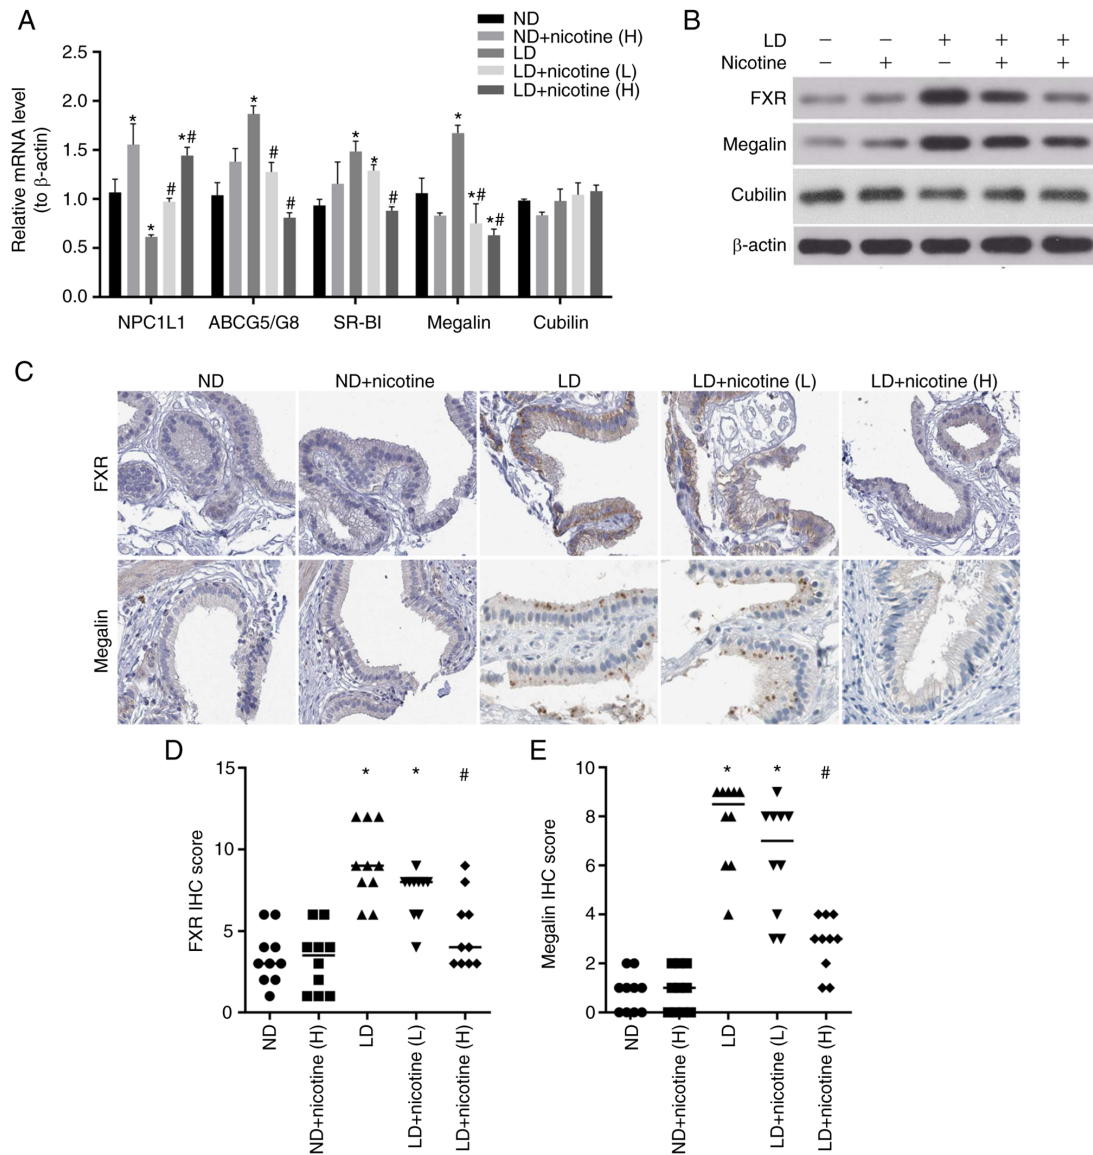 A
ND
ND+nicotine (H)
LD
LD+nicotine (L)
LD+nicotine (H)
Relative mRNA level
(to β-actin)
2.5
2.0
1.5
1.0
0.5
0.0
* * *# # * # * * # * *# *#
NPC1L1 ABCG5/G8 SR-BI Megalin Cubilin
B
LD − − + + +
Nicotine − + − + +
FXR
Megalin
Cubilin
β-actin
C
ND ND+nicotine LD LD+nicotine (L) LD+nicotine (H)
FXR
Megalin
D
FXR IHC score
15
10
5
0
* * #
ND ND+nicotine (H) LD LD+nicotine (L) LD+nicotine (H)
E
Megalin IHC score
10
8
6
4
2
0
* * #
ND ND+nicotine (H) LD LD+nicotine (L) LD+nicotine (H)